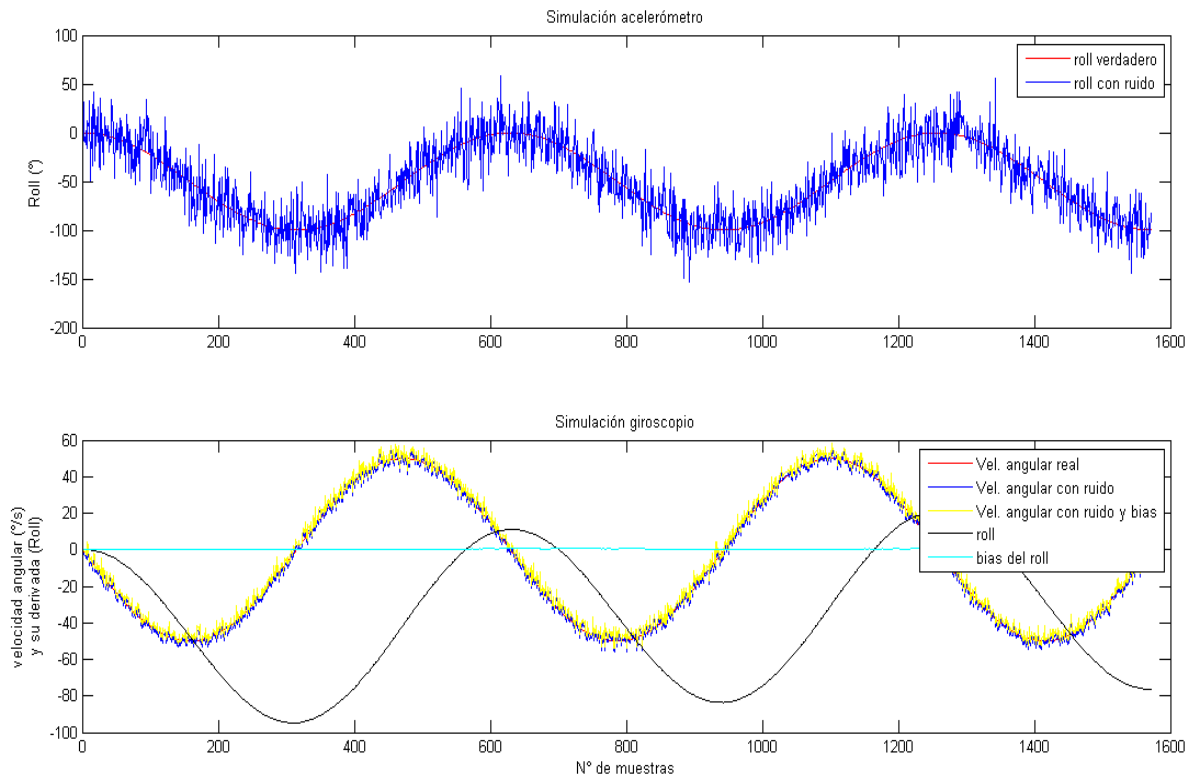 Simulación acelerómetro
100
50
0
-50
-100
-150
-200
Roll (°)
roll verdadero
roll con ruido
0 200 400 600 800 1000 1200 1400 1600
Simulación giroscopio
60
40
20
0
-20
-40
-60
-80
-100
velocidad angular (°/s)
y su derivada (Roll)
Vel. angular real
Vel. angular con ruido
Vel. angular con ruido y bias
roll
bias del roll
0 200 400 600 800 1000 1200 1400 1600
N° de muestras